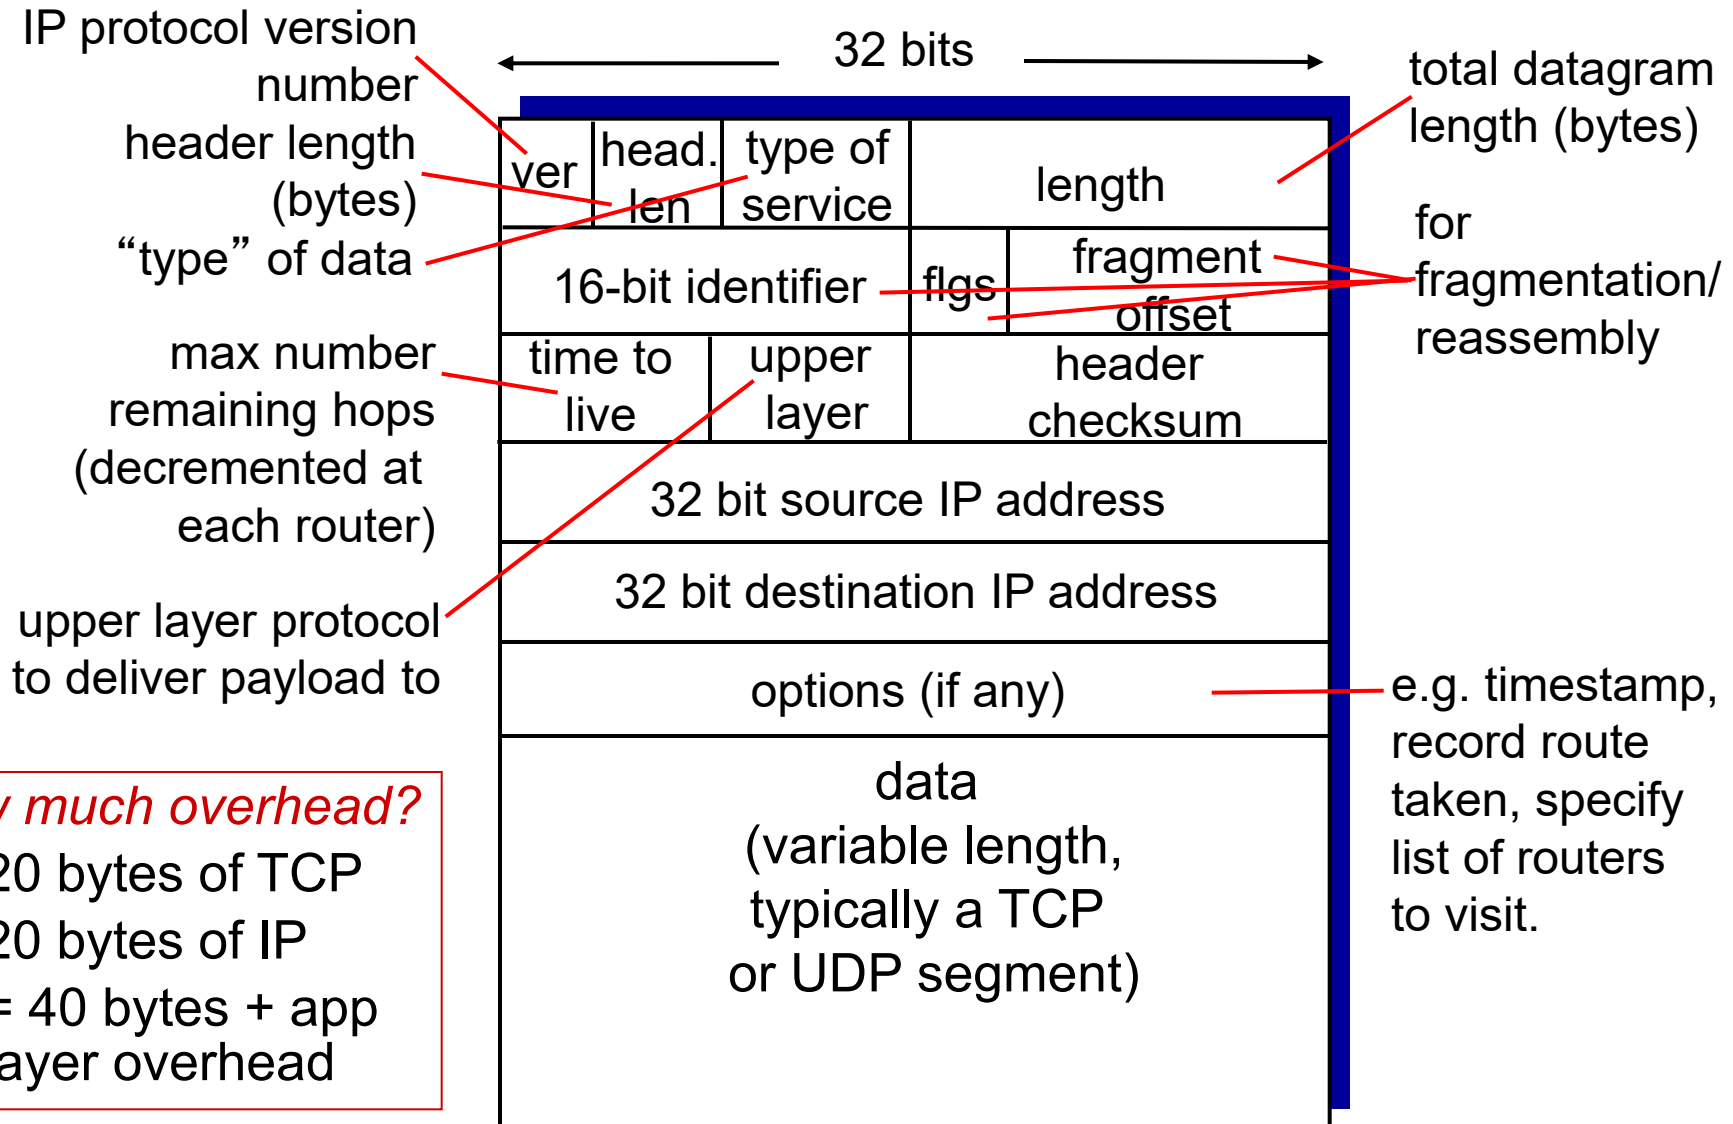 IP protocol version
number
header length
(bytes)
“type” of data
max number
remaining hops
(decremented at
each router)
upper layer protocol
to deliver payload to
much overhead?
20 bytes of TCP
20 bytes of IP
= 40 bytes + app
overhead
32 bits
ver
head.
len
type of
service
length
16-bit identifier
flgs
fragment
offset
time to
live
upper
layer
header
checksum
32 bit source IP address
32 bit destination IP address
options (if any)
data
(variable length,
typically a TCP
or UDP segment)
total datagram
length (bytes)
for
fragmentation/
reassembly
e.g. timestamp,
record route
taken, specify
list of routers
to visit.